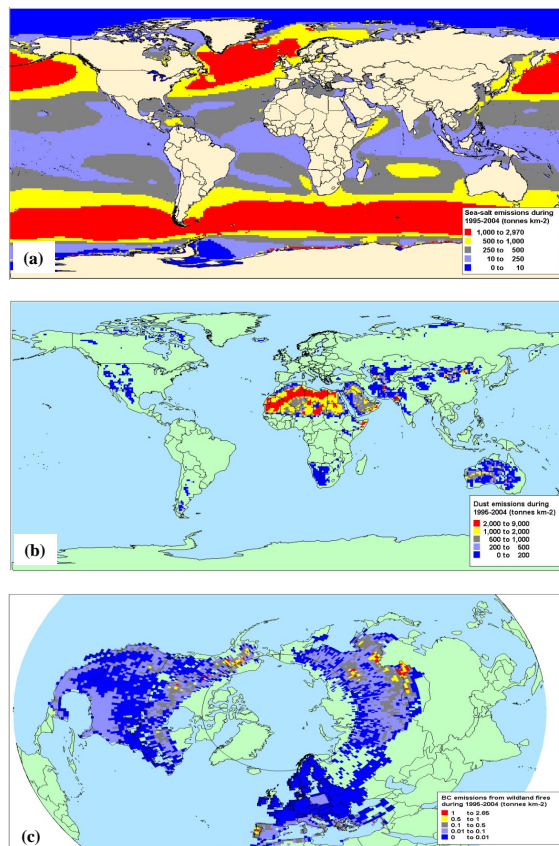 (a)
Sea-salt emissions during
1995-2004 (tonnes km-2)
1,000 to 2,970
500 to 1,000
250 to 500
10 to 250
0 to 10
(b)
Dust emissions during
1995-2004 (tonnes km-2)
2,000 to 9,000
1,000 to 2,000
500 to 1,000
200 to 500
0 to 200
(c)
BC emissions from wildland fires
during 1995-2004 (tonnes km-2)
1 to 2.65
0.5 to 1
0.1 to 0.5
0.01 to 0.1
0 to 0.01